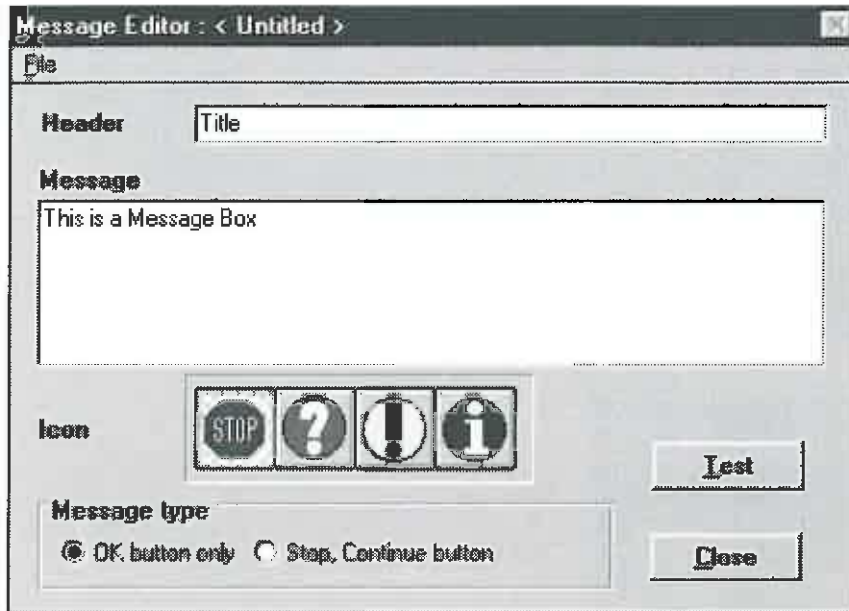 Message Editor : < Untitled >
File
Header
Title
Message
This is a Message Box
Icon
STOP
?
!
i
Test
Message type
OK button only
Stop, Continue button
Close